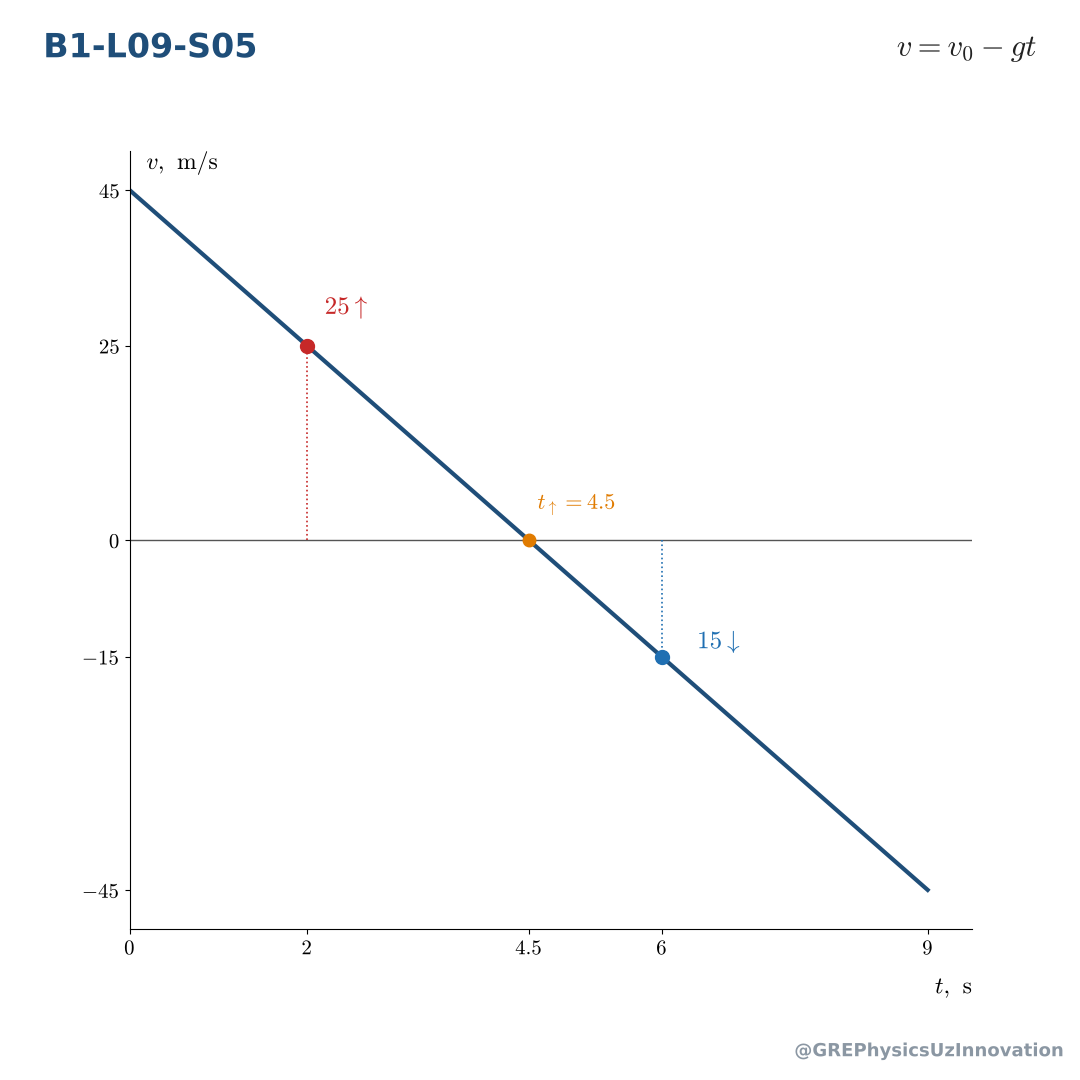 B1-L09-S05
v = v₀ − gt
v, m/s
45
25↑
25
t↑ = 4.5
0
15↓
−15
−45
0 2 4.5 6 9
t, s
@GREPhysicsUzInnovation